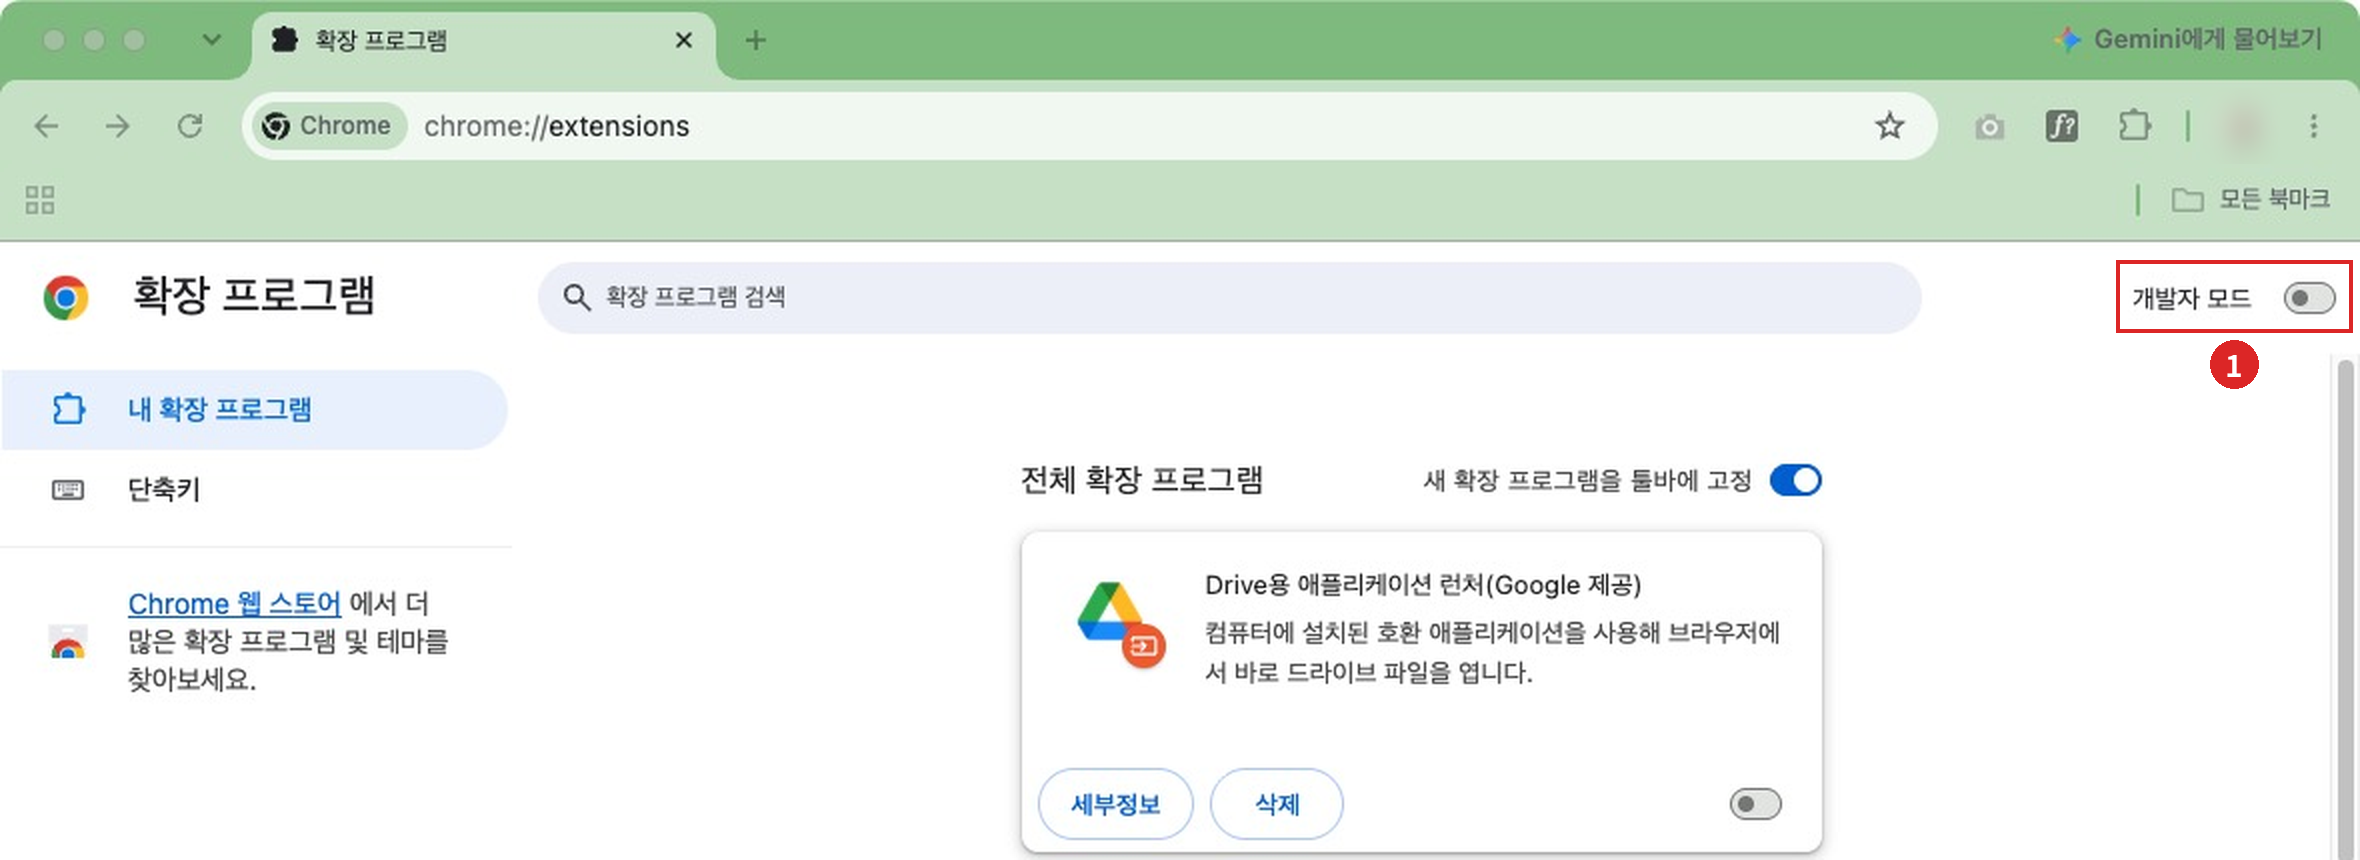 확장 프로그램
Gemini에게 물어보기
Chrome chrome://extensions
f?
모든 북마크
확장 프로그램
확장 프로그램 검색
개발자 모드
1
내 확장 프로그램
단축키
Chrome 웹 스토어 에서 더
많은 확장 프로그램 및 테마를
찾아보세요.
전체 확장 프로그램
새 확장 프로그램을 툴바에 고정
Drive용 애플리케이션 런처(Google 제공)
컴퓨터에 설치된 호환 애플리케이션을 사용해 브라우저에
서 바로 드라이브 파일을 엽니다.
세부정보
삭제